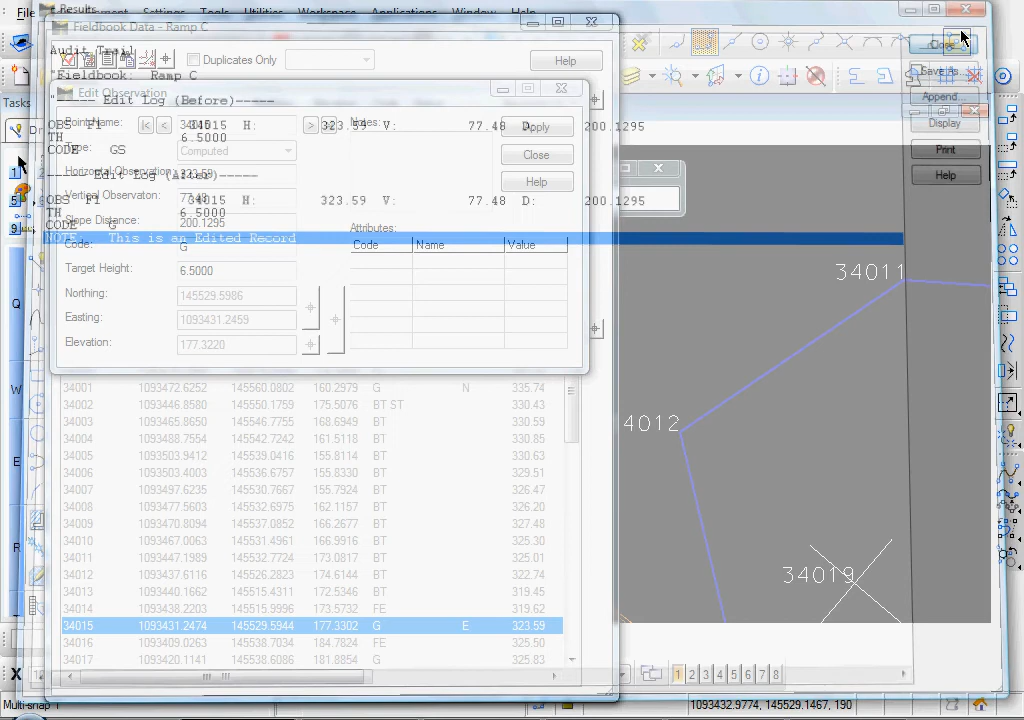 File Results Settings Tools Utilities Workspace Applications Window Help
Fieldbook Data - Ramp C
Audit Trail
Duplicates Only
Help
Close
Save As...
Append...
Display
Print
Help
"Fieldbook: Ramp C
----- Edit Log (Before)-----
Edit Observation
OBS F1 34015 H: 323.59 V: 77.48 D: 200.1295
TH 6.5000
CODE GS
----- Edit Log (After)-----
OBS F1 34015 H: 323.59 V: 77.48 D: 200.1295
TH 6.5000
CODE G
NOTE: This is an Edited Record
Point Name: 34015
Notes:
Apply
Type: Computed
Close
Horizontal Observation: 323.59
Help
Vertical Observation: 77.48
Slope Distance: 200.1295
Attributes:
Code: G
Code Name Value
Target Height: 6.5000
Northing: 145529.5986
Easting: 1093431.2459
Elevation: 177.3220
Tasks
34001 1093472.6252 145560.0802 160.2979 G N 335.74
34002 1093446.8580 145550.1759 175.5076 BT ST 330.43
34003 1093465.8650 145546.7755 168.6949 BT 330.59
34004 1093488.7554 145542.7242 161.5118 BT 330.85
34005 1093503.9412 145539.0416 155.8114 BT 330.63
34006 1093503.4003 145536.6757 155.8330 BT 329.51
34007 1093497.6235 145530.7667 155.7924 BT 326.47
34008 1093477.5603 145532.6975 162.1157 BT 326.20
34009 1093470.8094 145537.0852 166.2677 BT 327.48
34010 1093467.0063 145531.4961 166.9916 BT 325.30
34011 1093447.1989 145532.7724 173.0817 BT 325.01
34012 1093437.6116 145526.2823 174.6144 BT 322.74
34013 1093440.1662 145515.4311 172.5346 BT 319.45
34014 1093438.2203 145515.9996 173.5732 FE 319.62
34015 1093431.2474 145529.5944 177.3302 G E 323.59
34016 1093409.0263 145538.7034 184.7824 FE 325.50
34017 1093420.1141 145538.6086 181.8854 G 325.83
34011
4012
34019
Q
W
E
R
X
1 2 3 4 5 6 7 8
Multi-snap 1
1093432.9774, 145529.1467, 190